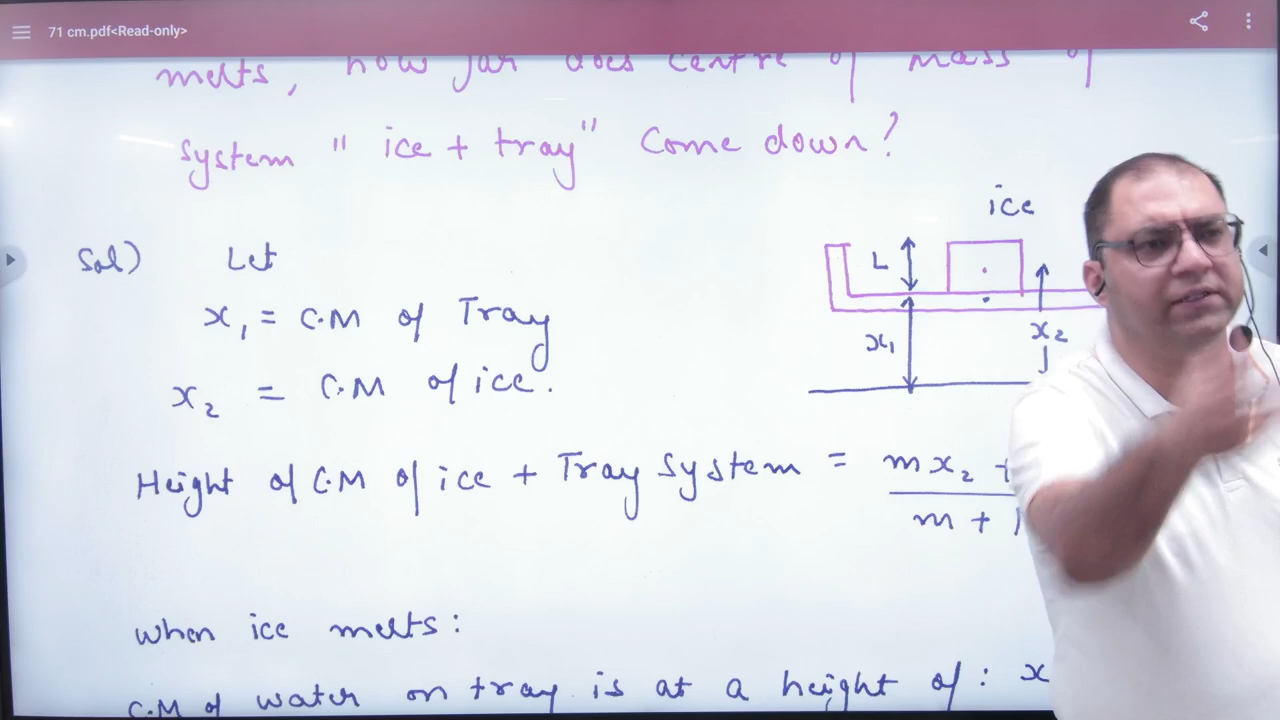 71 cm.pdf<Read-only>
melts, how far does centre of mass of
system " ice + tray" Come down?
Sol) Let
x₁ = C.M of Tray
x₂ = C.M of ice.
ice
L
x₁
x₂
Height of C.M of ice + Tray System = mx₂ +
m +
when ice melts:
C.M of water on tray is at a height of : x